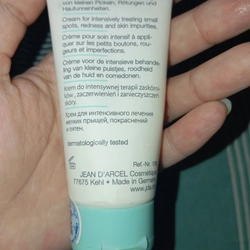 von kleinen Pickeln, Rötungen und
Hautunreinheiten.
Cream for intensively treating small
spots, redness and skin impurities.
Crème pour soin intensif à appli-
quer sur les petits boutons, rou-
geurs et imperfections.
Crème voor de intensieve behande-
ling van kleine puistjes, roodheid
van de huid en comedonen.
Krem do intensywnej terapii zaskór-
ników, zaczerwienień i zanieczyszczeń
skóry.
Крем для интенсивного лечения
мелких прыщей, покраснений
и пятен.
dermatologically tested
Ref.-Nr.
JEAN D'ARCEL Cosmétique
77675 Kehl • Made in Germany